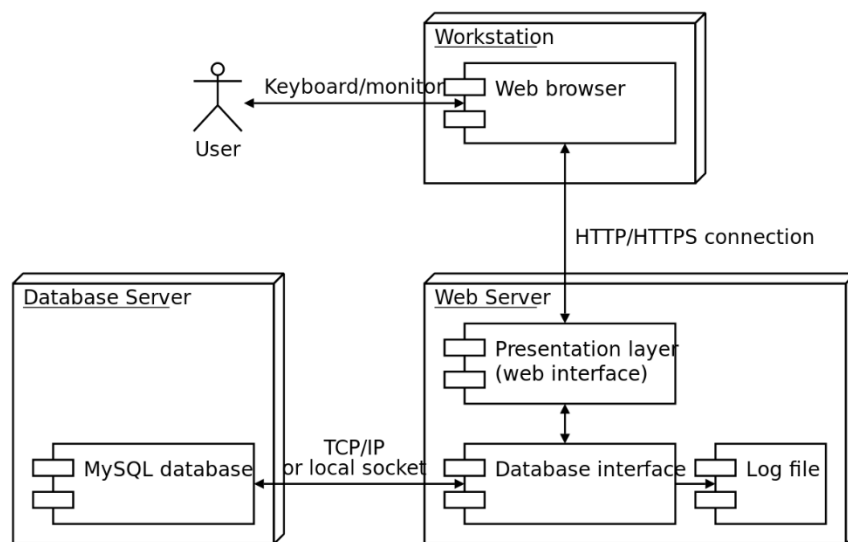 Workstation
Keyboard/monitor
Web browser
User
HTTP/HTTPS connection
Database Server
Web Server
Presentation layer
(web interface)
TCP/IP
or local socket
MySQL database
Database interface
Log file